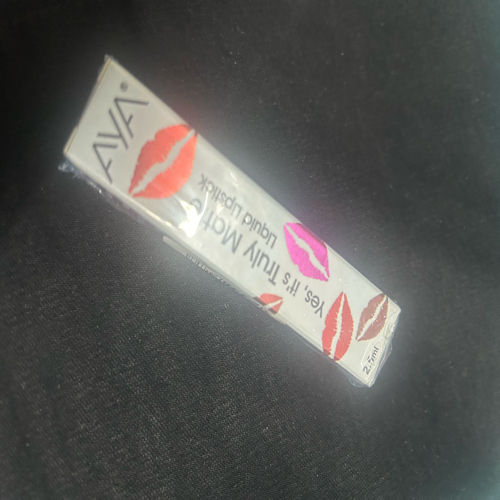 AYA®
Yes, it's Truly Matte
Liquid Lipstick
2.5ml